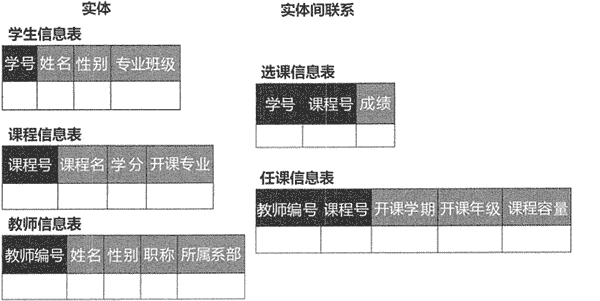 实体
学生信息表
学号 姓名 性别 专业班级
课程信息表
课程号 课程名 学分 开课专业
教师信息表
教师编号 姓名 性别 职称 所属系部
实体间联系
选课信息表
学号 课程号 成绩
任课信息表
教师编号 课程号 开课学期 开课年级 课程容量